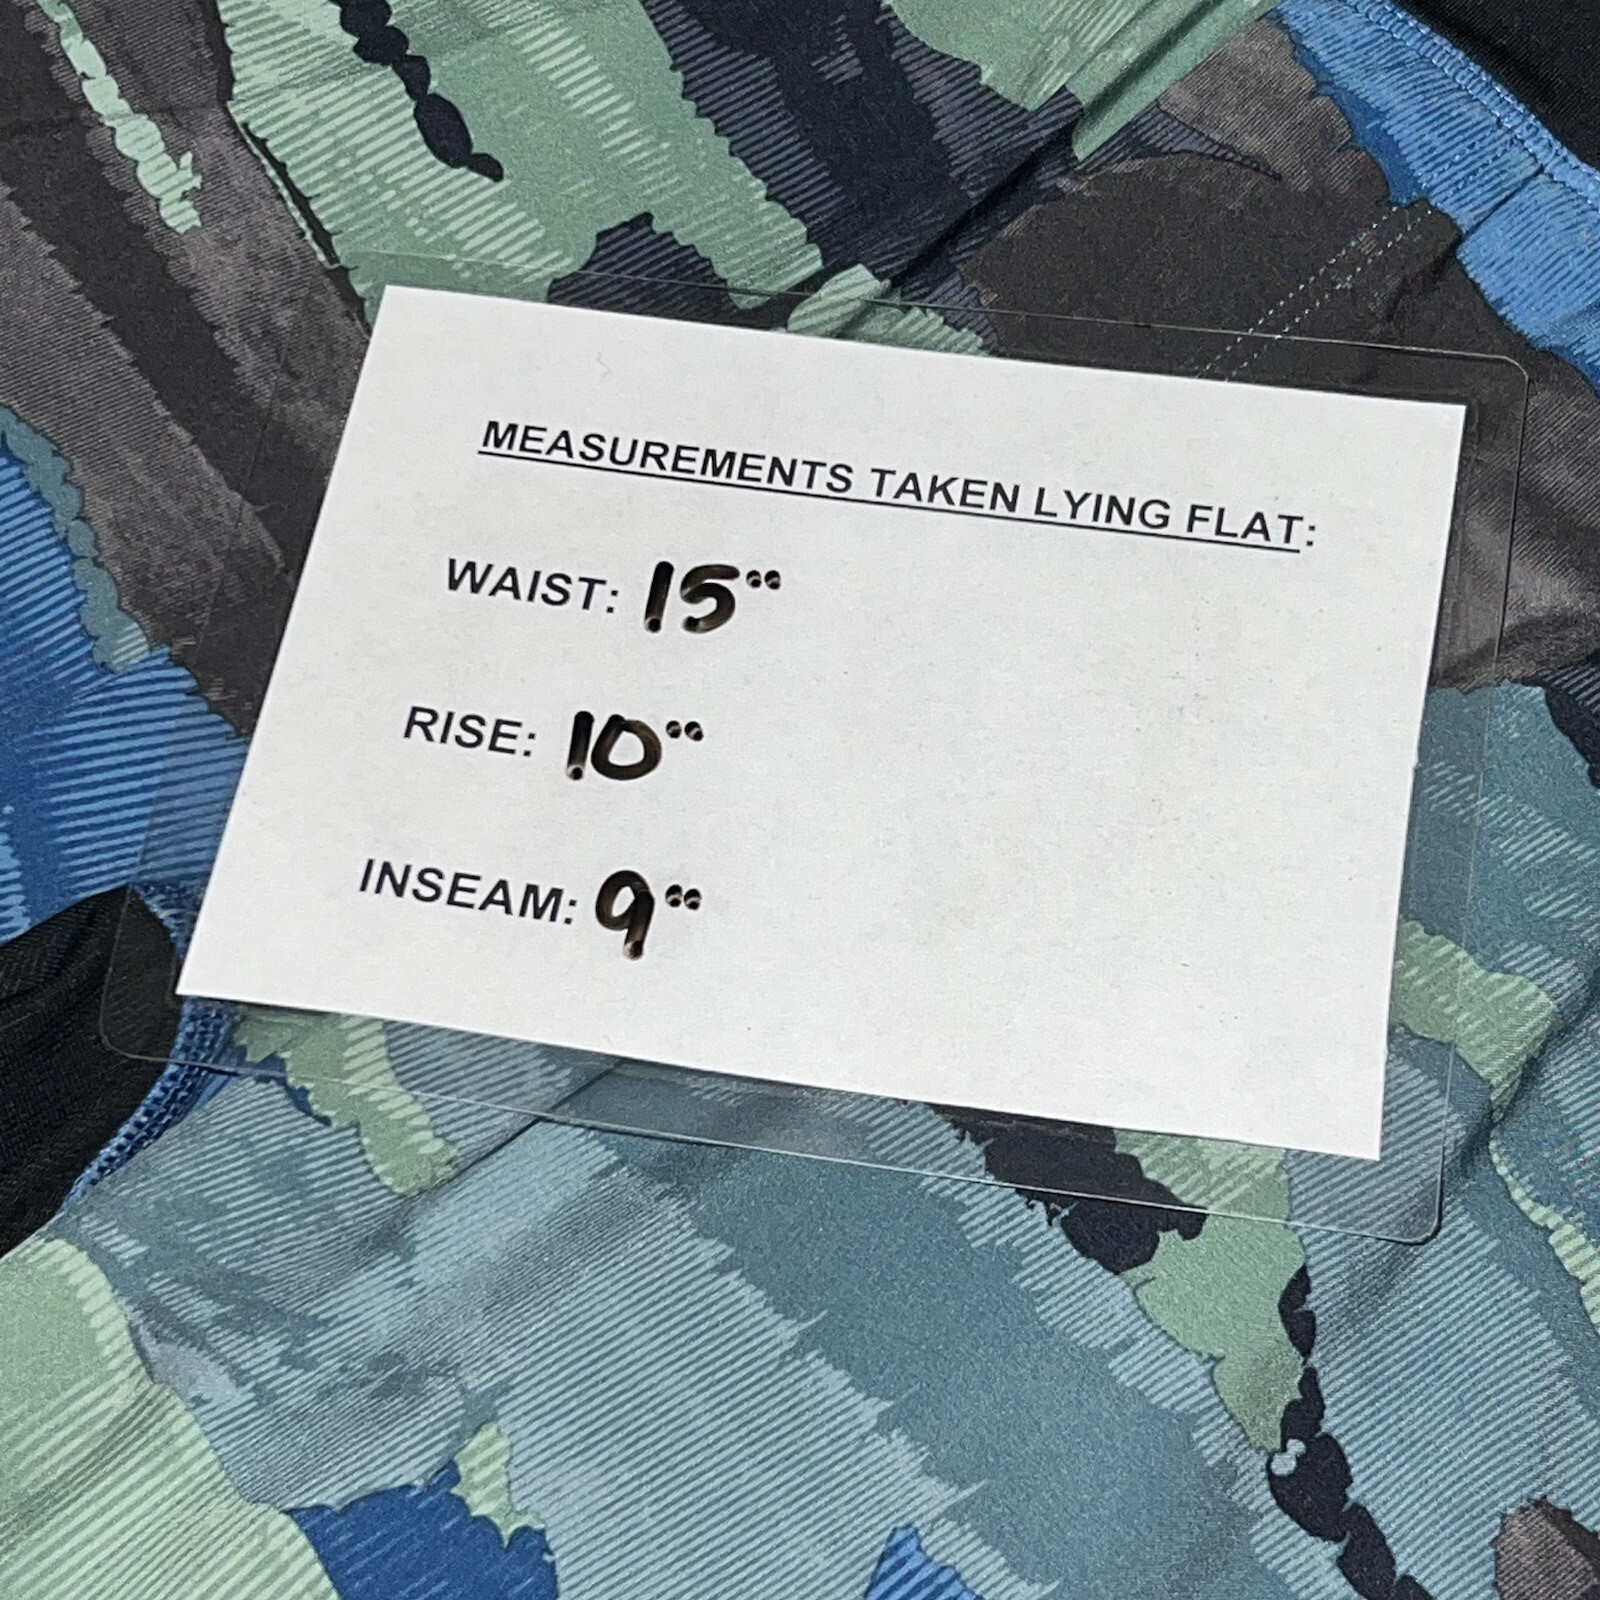 MEASUREMENTS TAKEN LYING FLAT:
WAIST: 15"
RISE: 10"
INSEAM: 9"